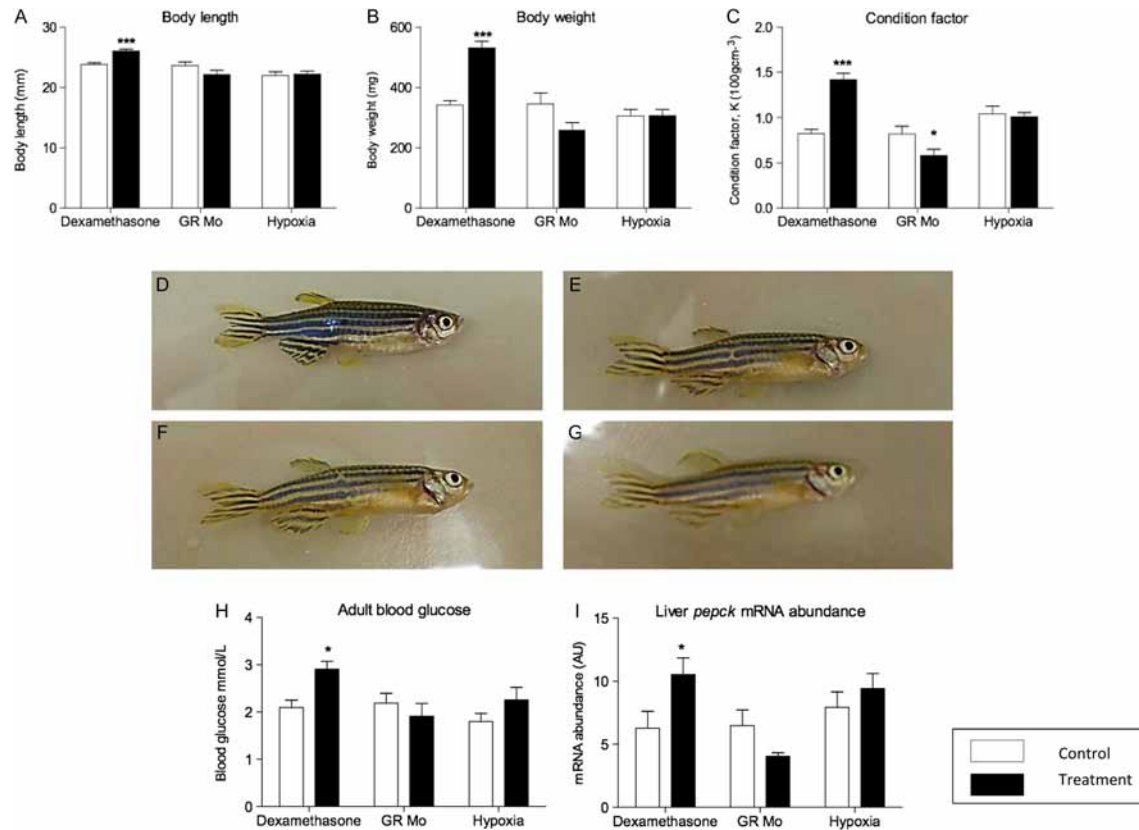 A
Body length
Body length (mm)
30
20
10
0
***
Dexamethasone
GR Mo
Hypoxia
B
Body weight
Body weight (mg)
600
400
200
0
***
Dexamethasone
GR Mo
Hypoxia
C
Condition factor
Condition factor, K (100gcm-³)
2.0
1.5
1.0
0.5
0.0
***
*
Dexamethasone
GR Mo
Hypoxia
D
E
F
G
H
Adult blood glucose
Blood glucose mmol/L
4
3
2
1
0
*
Dexamethasone
GR Mo
Hypoxia
I
Liver pepck mRNA abundance
mRNA abundance (AU)
15
10
5
0
*
Dexamethasone
GR Mo
Hypoxia
Control
Treatment